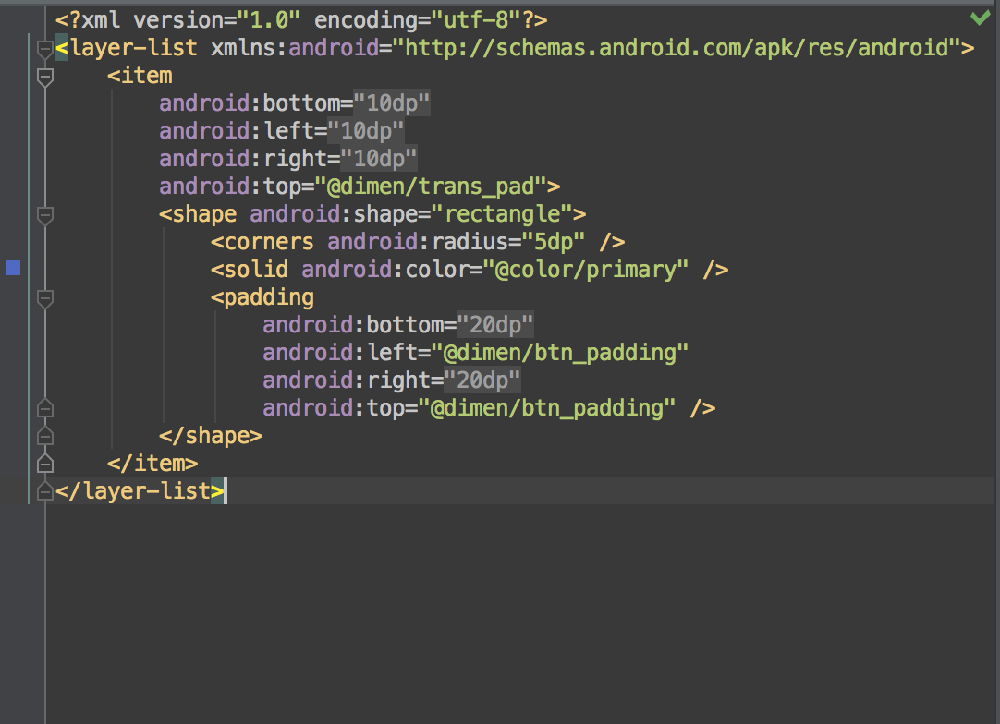 <?xml version="1.0" encoding="utf-8"?>
<layer-list xmlns:android="http://schemas.android.com/apk/res/android">
    <item
        android:bottom="10dp"
        android:left="10dp"
        android:right="10dp"
        android:top="@dimen/trans_pad">
        <shape android:shape="rectangle">
            <corners android:radius="5dp" />
            <solid android:color="@color/primary" />
            <padding
                android:bottom="20dp"
                android:left="@dimen/btn_padding"
                android:right="20dp"
                android:top="@dimen/btn_padding" />
        </shape>
    </item>
</layer-list>